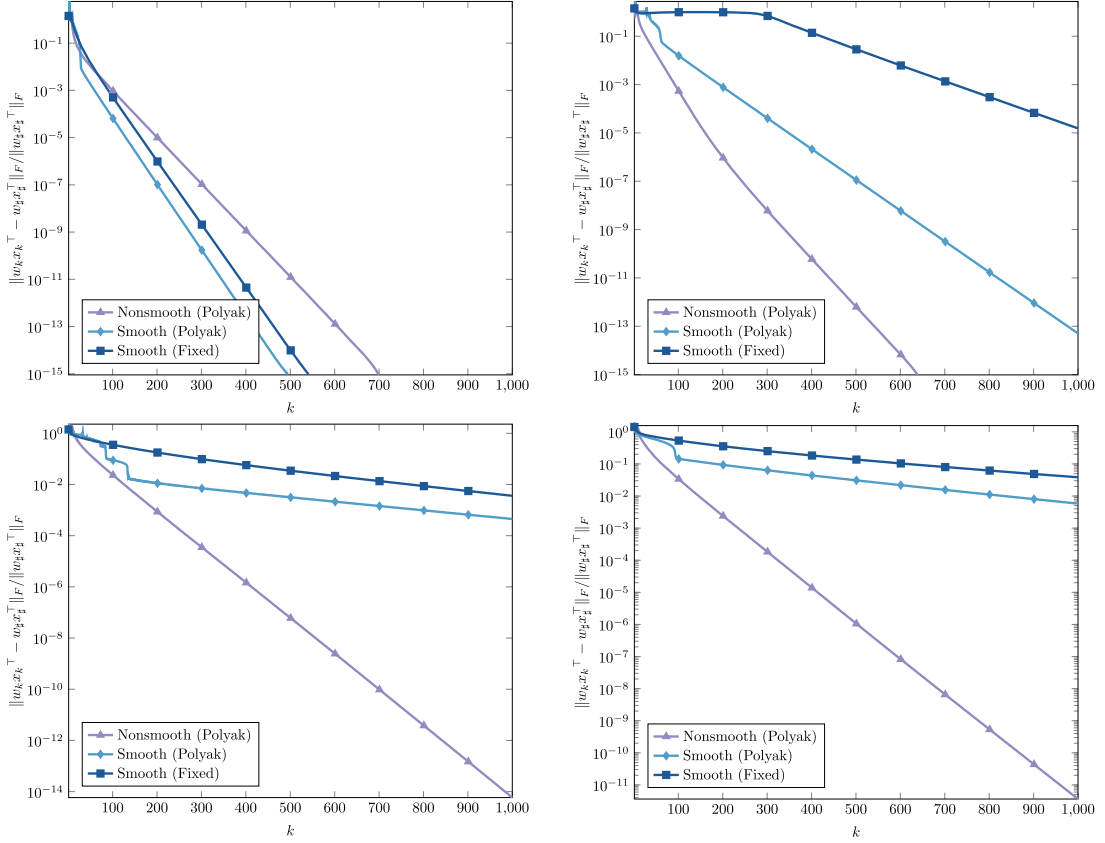 10⁻¹
10⁻³
10⁻⁵
10⁻⁷
10⁻⁹
10⁻¹¹
10⁻¹³
10⁻¹⁵
∥w_k x_k^⊤ − w_♯ x_♯^⊤∥_F / ∥w_♯ x_♯^⊤∥_F
Nonsmooth (Polyak)
Smooth (Polyak)
Smooth (Fixed)
100 200 300 400 500 600 700 800 900 1,000
k
10⁻¹
10⁻³
10⁻⁵
10⁻⁷
10⁻⁹
10⁻¹¹
10⁻¹³
10⁻¹⁵
∥w_k x_k^⊤ − w_♯ x_♯^⊤∥_F / ∥w_♯ x_♯^⊤∥_F
Nonsmooth (Polyak)
Smooth (Polyak)
Smooth (Fixed)
100 200 300 400 500 600 700 800 900 1,000
k
10⁰
10⁻²
10⁻⁴
10⁻⁶
10⁻⁸
10⁻¹⁰
10⁻¹²
10⁻¹⁴
∥w_k x_k^⊤ − w_♯ x_♯^⊤∥_F / ∥w_♯ x_♯^⊤∥_F
Nonsmooth (Polyak)
Smooth (Polyak)
Smooth (Fixed)
100 200 300 400 500 600 700 800 900 1,000
k
10⁰
10⁻¹
10⁻²
10⁻³
10⁻⁴
10⁻⁵
10⁻⁶
10⁻⁷
10⁻⁸
10⁻⁹
10⁻¹⁰
10⁻¹¹
∥w_k x_k^⊤ − w_♯ x_♯^⊤∥_F / ∥w_♯ x_♯^⊤∥_F
Nonsmooth (Polyak)
Smooth (Polyak)
Smooth (Fixed)
100 200 300 400 500 600 700 800 900 1,000
k